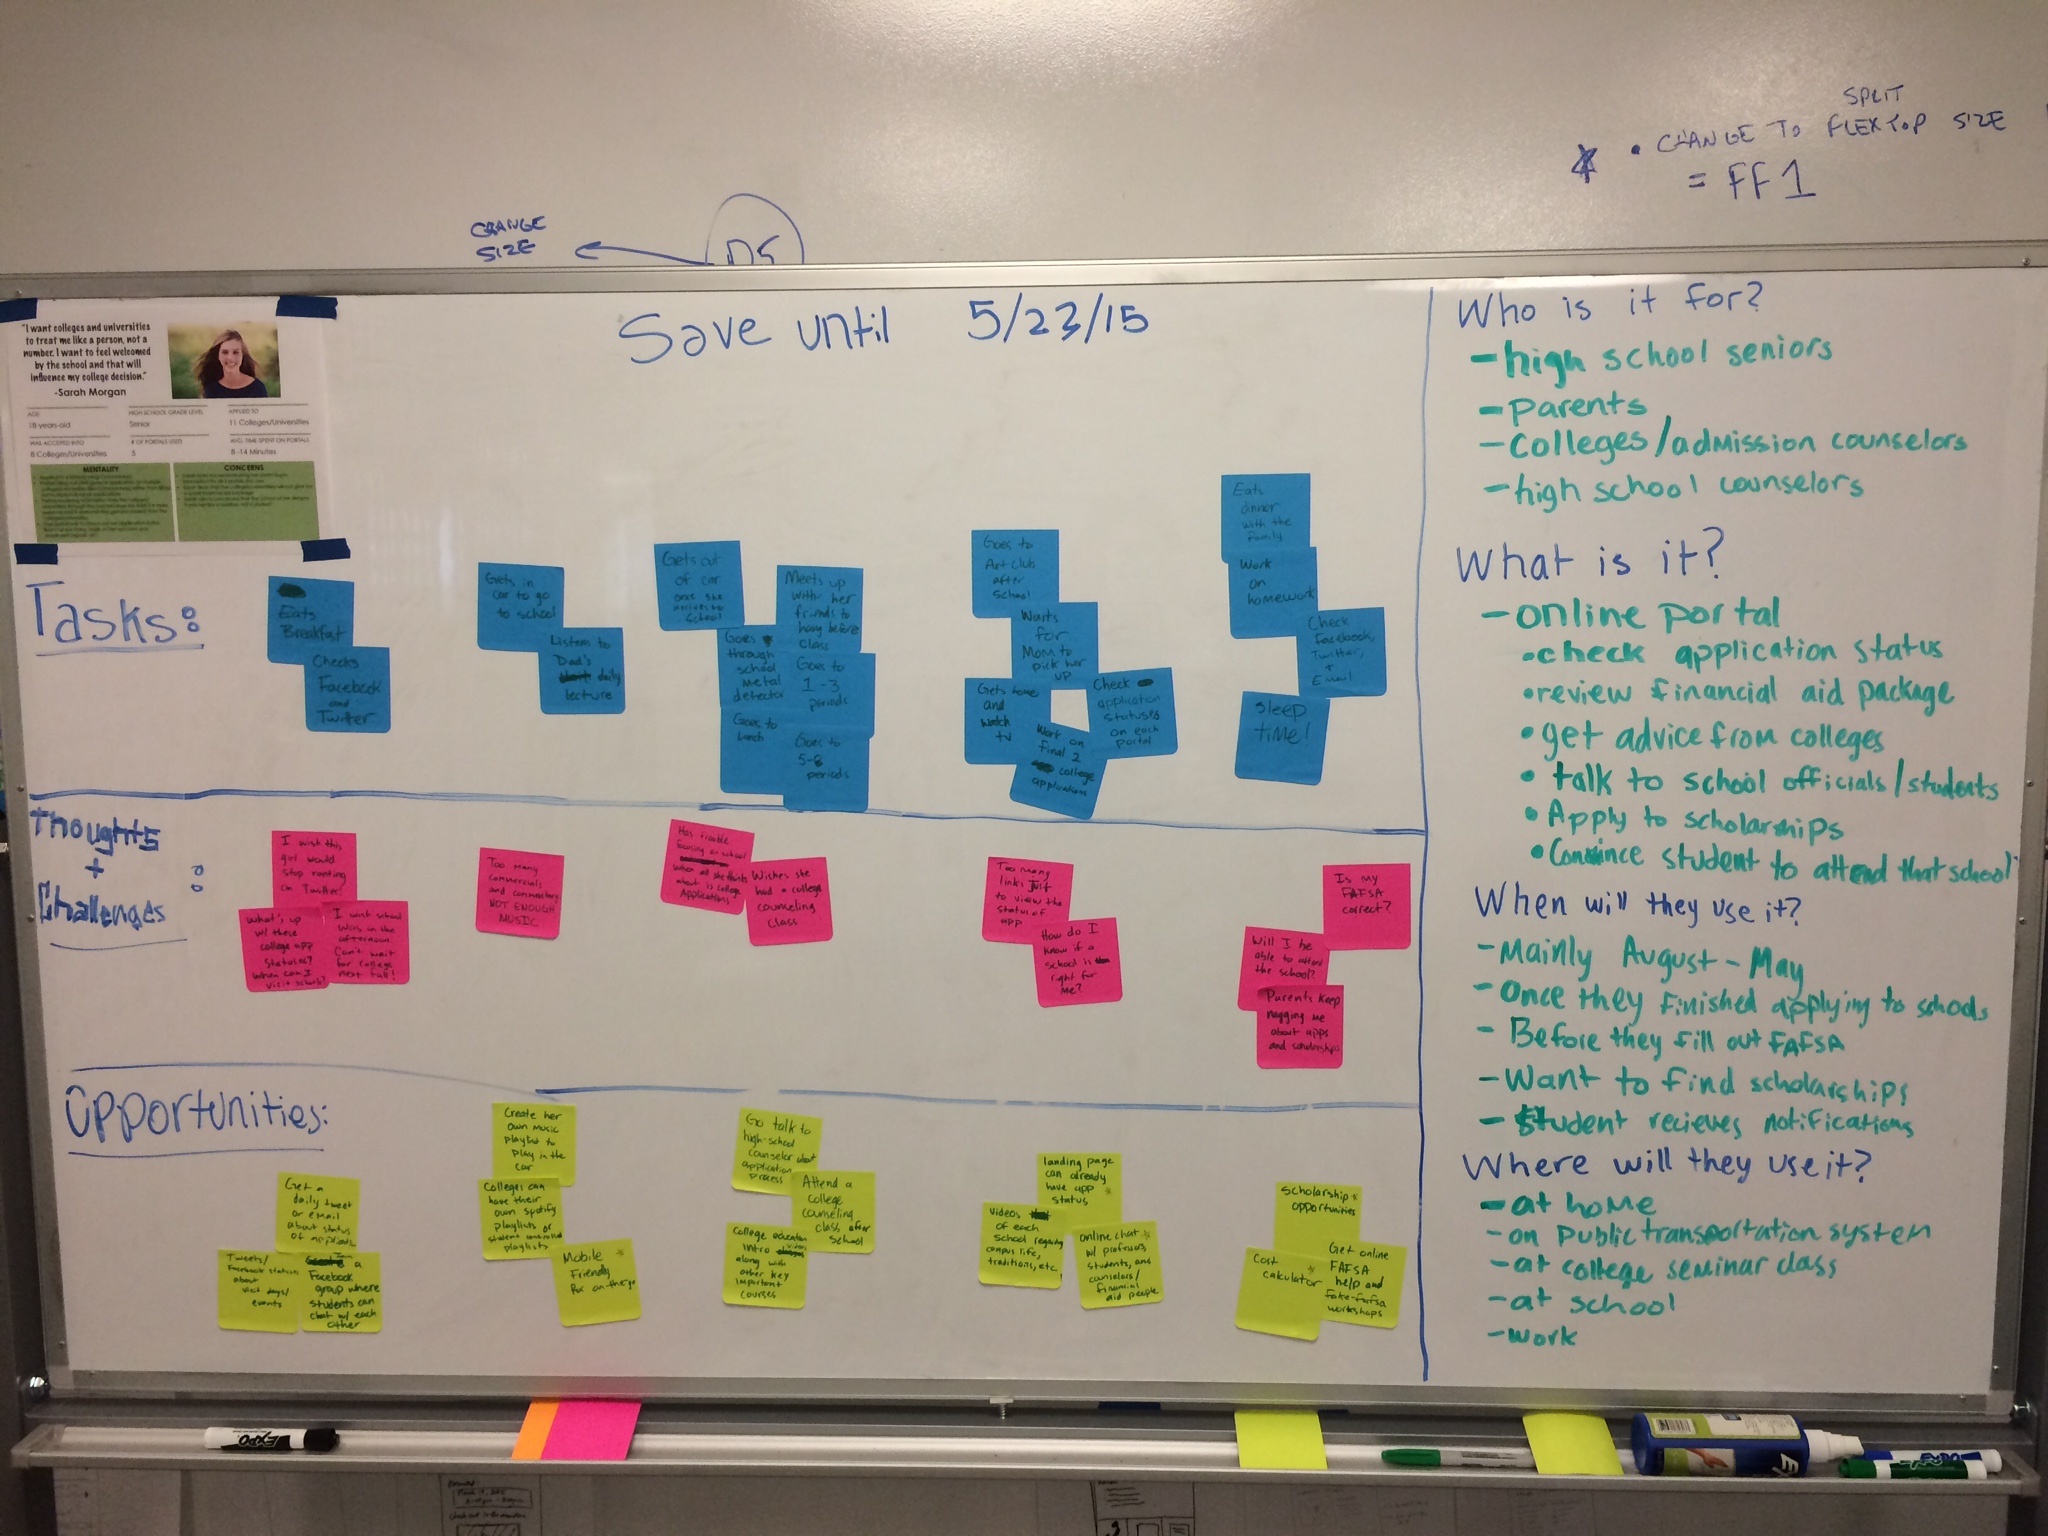 SPLIT
• CHANGE TO FLEXTOP SIZE
= FF1
CHANGE
SIZE
Save until 5/23/15
"I want colleges and universities
to treat me like a person, not a
number. I want to feel welcomed
by the school and that will
influence my college decision."
-Sarah Morgan
AGE
18-years-old
HIGH SCHOOL GRADE LEVEL
Senior
APPLIED TO
11 Colleges/Universities
WAS ACCEPTED INTO
8 Colleges/Universities
# OF PORTALS USED
5
AVG. TIME SPENT ON PORTALS
8 -14 Minutes
MENTALITY
CONCERNS
Tasks:
Eats
Breakfast
Checks
Facebook
and
Twitter
Gets in
car to go
to school
Listens to
Dad's
daily
lecture
Gets out
of car
once she
arrives to
school
Meets up
with her
friends to
hang before
class
Goes
through
school
metal
detector
Goes to
1-3
periods
Goes to
lunch
Goes to
5-8
periods
Goes to
Art club
after
school
Waits
for
Mom to
pick her
up
Gets home
and
watch
tv
Check
application
statuses
on each
portal
Work on
final 2
college
applications
Eats
dinner
with the
family
Work
on
homework
Check
Facebook,
Twitter,
+
Email
Sleep
time!
Thoughts
+
Challenges :
I wish this
girl would
stop ranting
on Twitter!
What's up
w/ these
college app
status?
When can I
visit schools?
I wish school
was in the
afternoon.
Can't wait
for college
next fall!
Too many
commercials
and commentary
NOT ENOUGH
MUSIC
Has trouble
focusing on school
when all she thinks
about is college
Applications
Wishes she
had a college
counseling
class
Too many
links just
to view the
status of
app
How do I
know if a
school is
right for
me?
Is my
FAFSA
correct?
Will I be
able to afford
the school?
Parents keep
nagging me
about apps
and scholarships
Opportunities:
Get a
daily tweet
or email
about status
of
Tweets/
Facebook statuses
about
visit days/
events
a
Facebook
group where
students can
chat w/ each
other
Create her
own music
playlist to
play in the
car
Colleges can
have their
own spotify
playlists or
student
playlists
Mobile *
Friendly
for on-the-go
Go talk to
high-school
counselor about
application
process
Attend a
college
counseling
class after
school
College education
intro videos
along with
other key
important
courses
landing page
can already
have app
status *
Videos
of each
school regarding
campus life,
traditions, etc.
online chat *
w/ professors,
students, and
counselors/
financial
aid people
Scholarship *
opportunities
Cost *
calculator
Get online
FAFSA
help and
fake-fafsa
workshops
Who is it for?
- high school seniors
- Parents
- Colleges/admission counselors
- high school counselors
What is it?
- online portal
• check application status
• review financial aid package
• get advice from colleges
• talk to school officials/students
• Apply to scholarships
• Convince student to attend that school
When will they use it?
- Mainly August - May
- Once they finished applying to schools
- Before they fill out FAFSA
- Want to find scholarships
- Student recieves notifications
Where will they use it?
- at home
- on Public transportation system
- at college seminar class
- at school
- work
EXPO